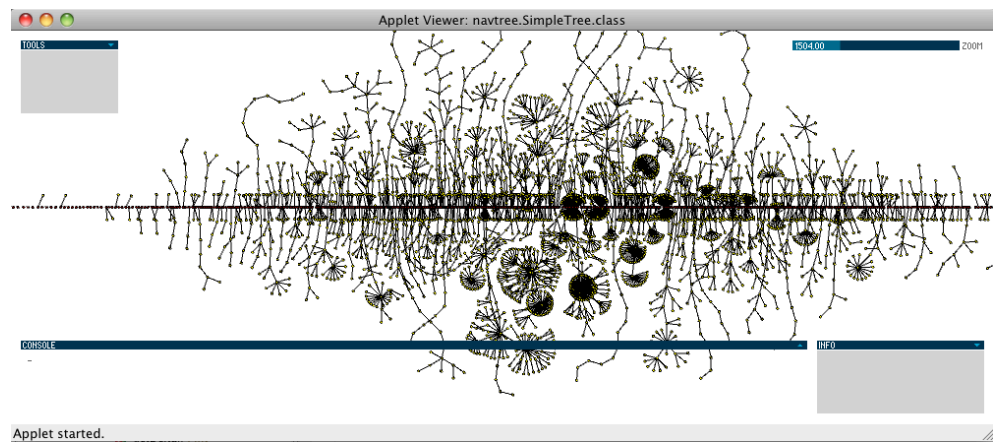 Applet Viewer: navtree.SimpleTree.class
TOOLS
1504.00 ZOOM
CONSOLE
INFO
Applet started.